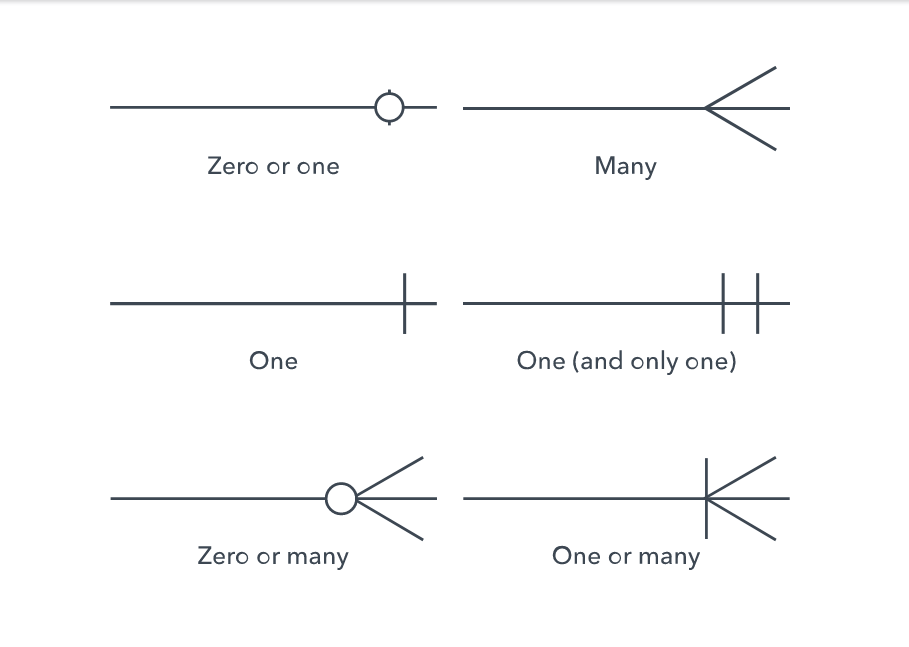 Zero or one
Many
One
One (and only one)
Zero or many
One or many